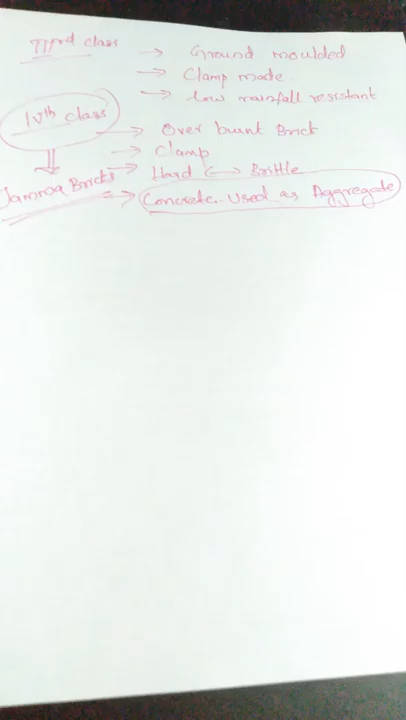 IIIrd class → Ground moulded
→ Clamp made.
→ low rainfall resistant
IVth class → Over burnt Brick
→ Clamp
→ Hard ↔ Brittle
Jamroa Bricks → Concrete. Used as Aggregate